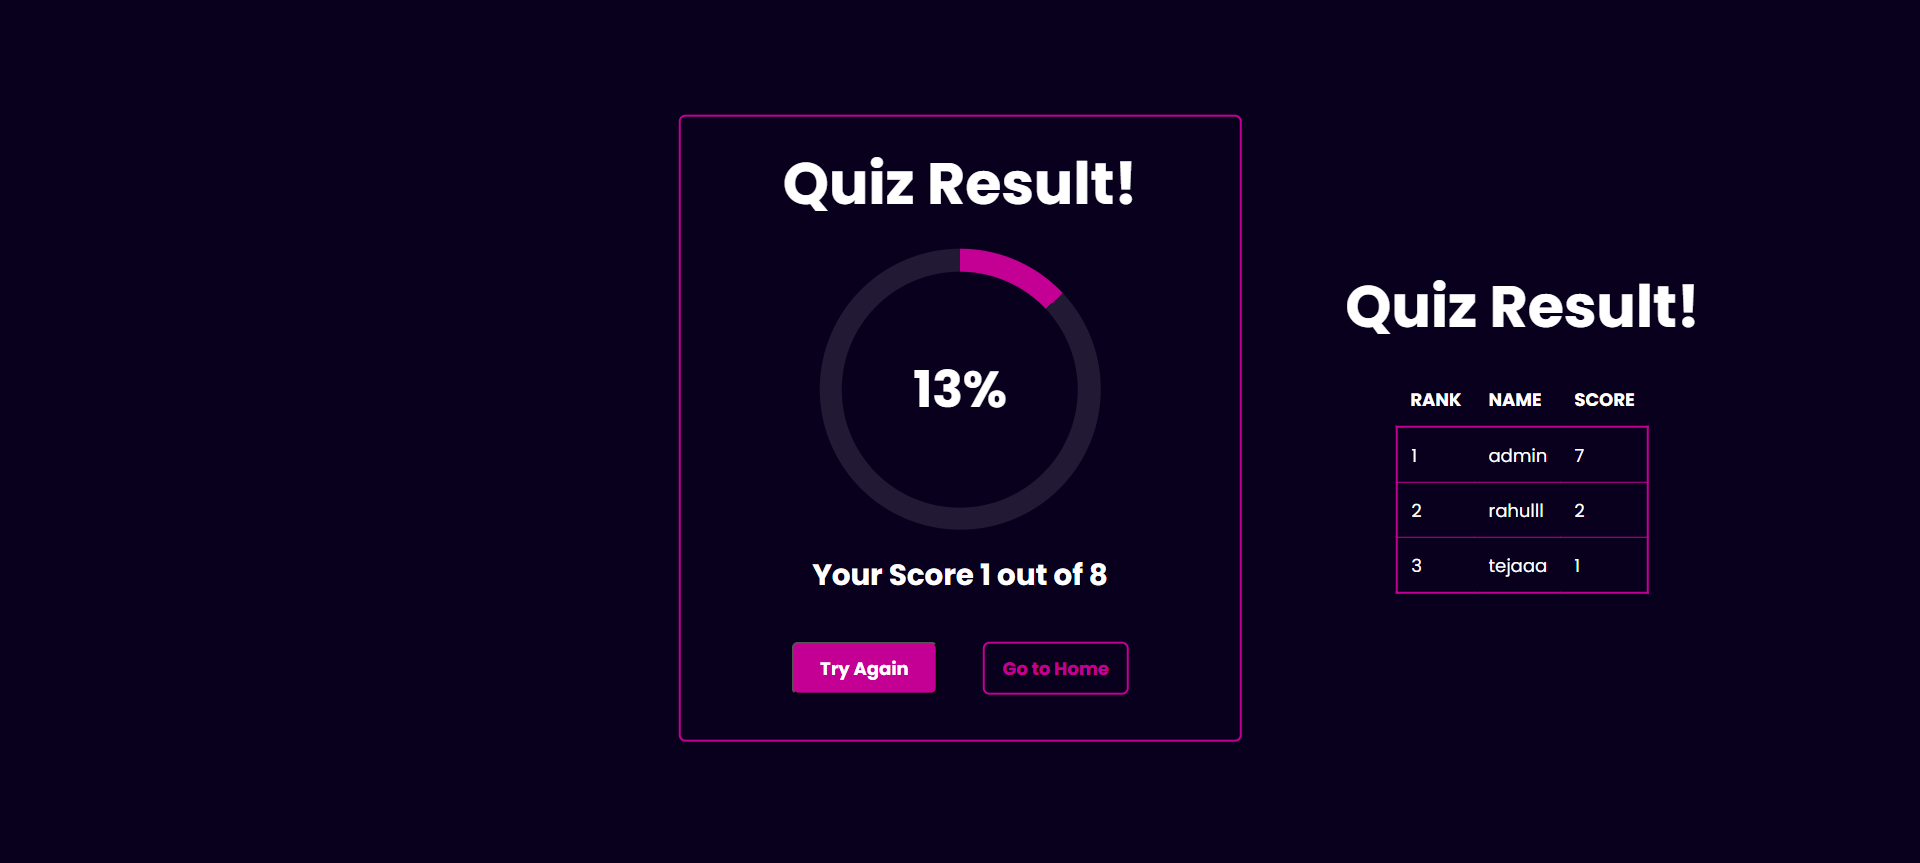 Quiz Result!
13%
Your Score 1 out of 8
Try Again
Go to Home
Quiz Result!
RANK NAME SCORE
1 admin 7
2 rahulll 2
3 tejaaa 1